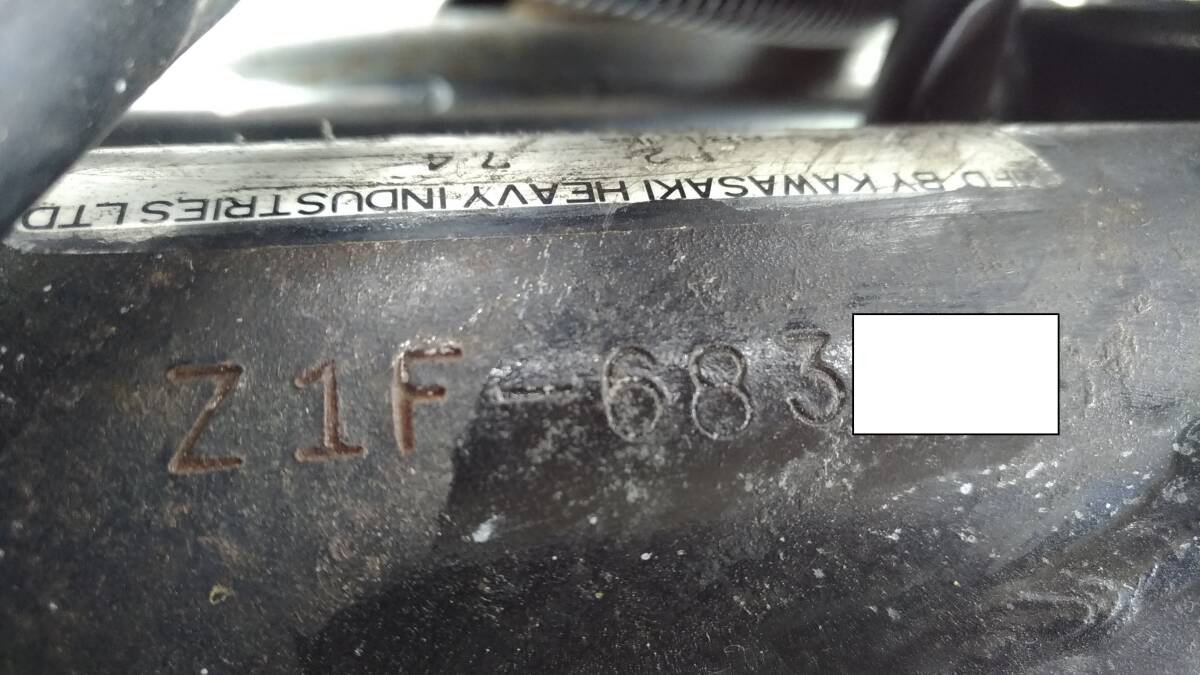 MFD. BY KAWASAKI HEAVY INDUSTRIES LTD
Z1F-683